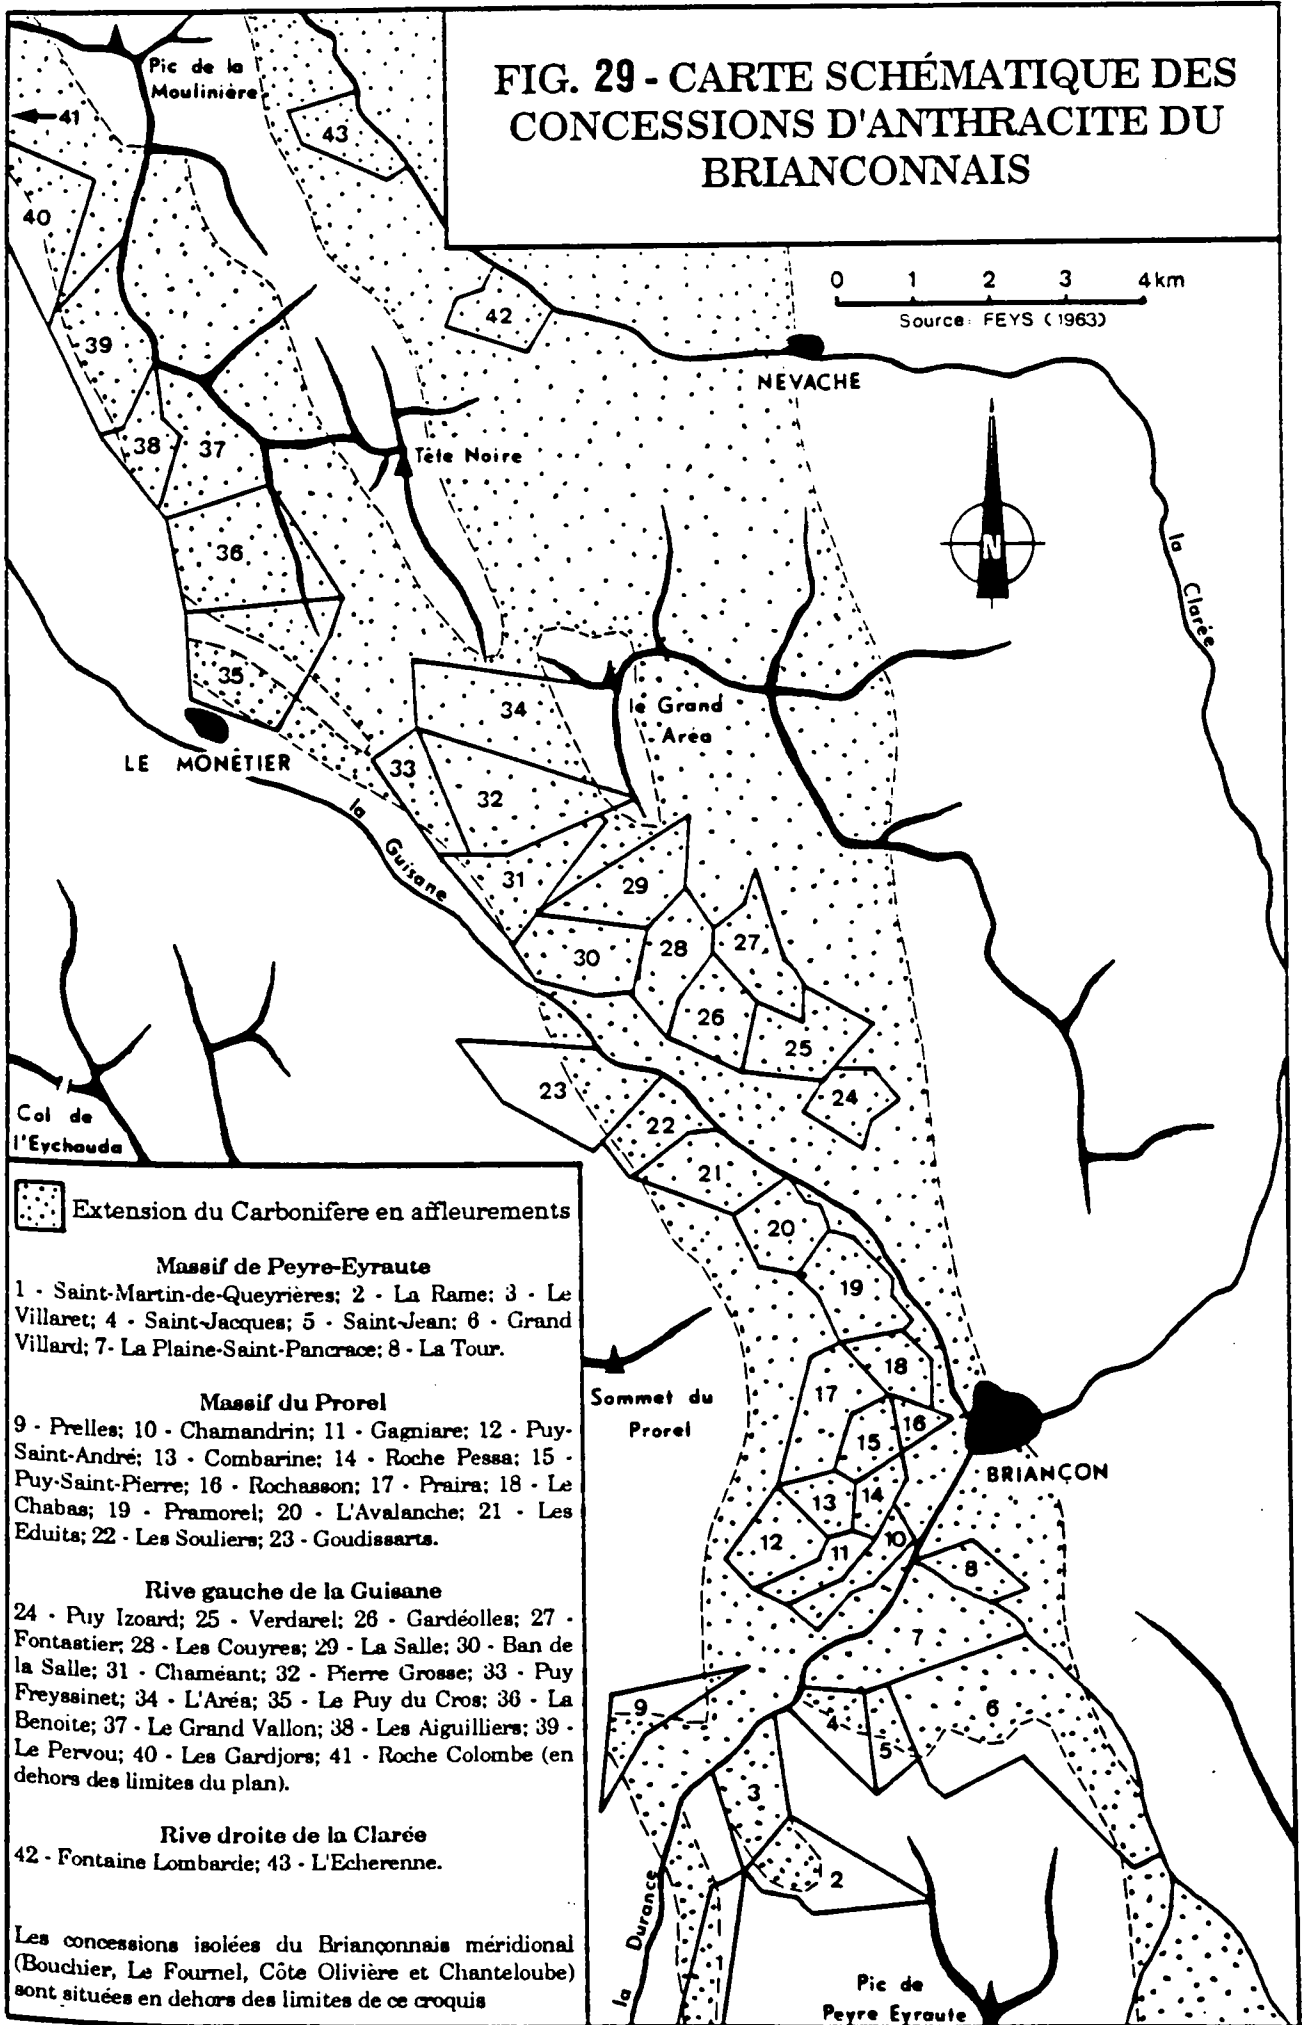 FIG. 29 - CARTE SCHÉMATIQUE DES
CONCESSIONS D'ANTHRACITE DU
BRIANCONNAIS
0 1 2 3 4 km
Source: FEYS (1963)
Pic de la
Moulinière
41
43
40
42
NEVACHE
39
38
37
Tête Noire
N
la Clarée
36
35
34
le Grand
Aréa
LE MONETIER
33
32
la Guisane
31
29
30
28
27
26
25
24
23
22
21
20
19
Col de
l'Eychauda
18
17
16
15
Sommet du
Prorel
BRIANÇON
14
13
12
11
10
8
7
9
6
4
5
3
2
1
la Durance
Pic de
Peyre Eyraute
Extension du Carbonifère en affleurements
Massif de Peyre-Eyraute
1 - Saint-Martin-de-Queyrières; 2 - La Rame; 3 - Le
Villaret; 4 - Saint-Jacques; 5 - Saint-Jean; 6 - Grand
Villard; 7- La Plaine-Saint-Pancrace; 8 - La Tour.
Massif du Prorel
9 - Prelles; 10 - Chamandrin; 11 - Gagniare; 12 - Puy-
Saint-André; 13 - Combarine; 14 - Roche Pessa; 15 -
Puy-Saint-Pierre; 16 - Rochasson; 17 - Praira; 18 - Le
Chabas; 19 - Pramorel; 20 - L'Avalanche; 21 - Les
Eduits; 22 - Les Souliers; 23 - Goudissarts.
Rive gauche de la Guisane
24 - Puy Izoard; 25 - Verdarel; 26 - Gardéolles; 27 -
Fontastier; 28 - Les Couyres; 29 - La Salle; 30 - Ban de
la Salle; 31 - Chaméant; 32 - Pierre Grosse; 33 - Puy
Freyssinet; 34 - L'Aréa; 35 - Le Puy du Cros; 36 - La
Benoite; 37 - Le Grand Vallon; 38 - Les Aiguilliers; 39 -
Le Pervou; 40 - Les Gardjors; 41 - Roche Colombe (en
dehors des limites du plan).
Rive droite de la Clarée
42 - Fontaine Lombarde; 43 - L'Echerenne.
Les concessions isolées du Briançonnais méridional
(Bouchier, Le Fournel, Côte Olivière et Chanteloube)
sont situées en dehors des limites de ce croquis